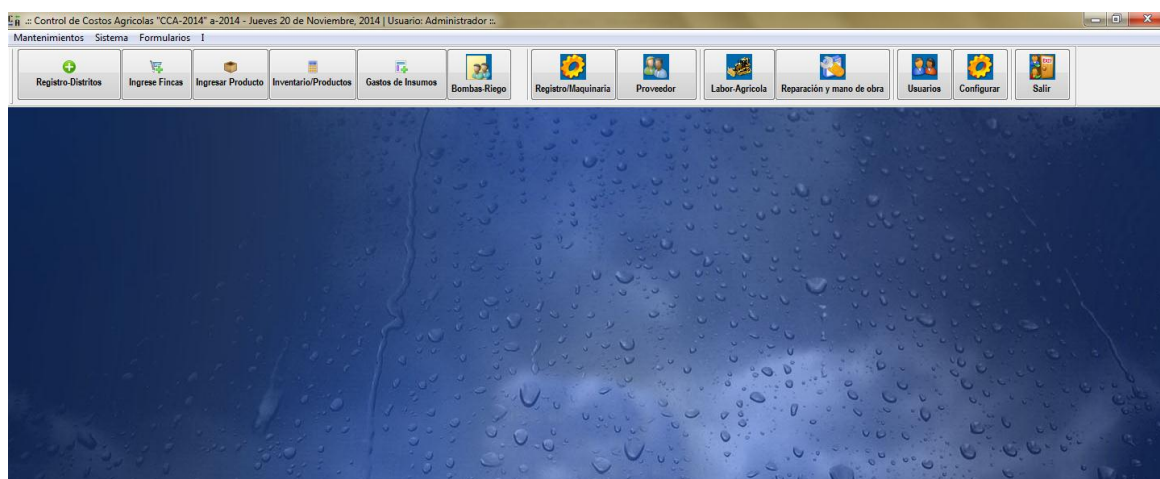 .:: Control de Costos Agricolas "CCA-2014" a-2014 - Jueves 20 de Noviembre, 2014 | Usuario: Administrador ::.
Mantenimientos Sistema Formularios I
Registro-Distritos Ingrese Fincas Ingresar Producto Inventario/Productos Gastos de Insumos Bombas-Riego Registro/Maquinaria Proveedor Labor-Agricola Reparación y mano de obra Usuarios Configurar Salir